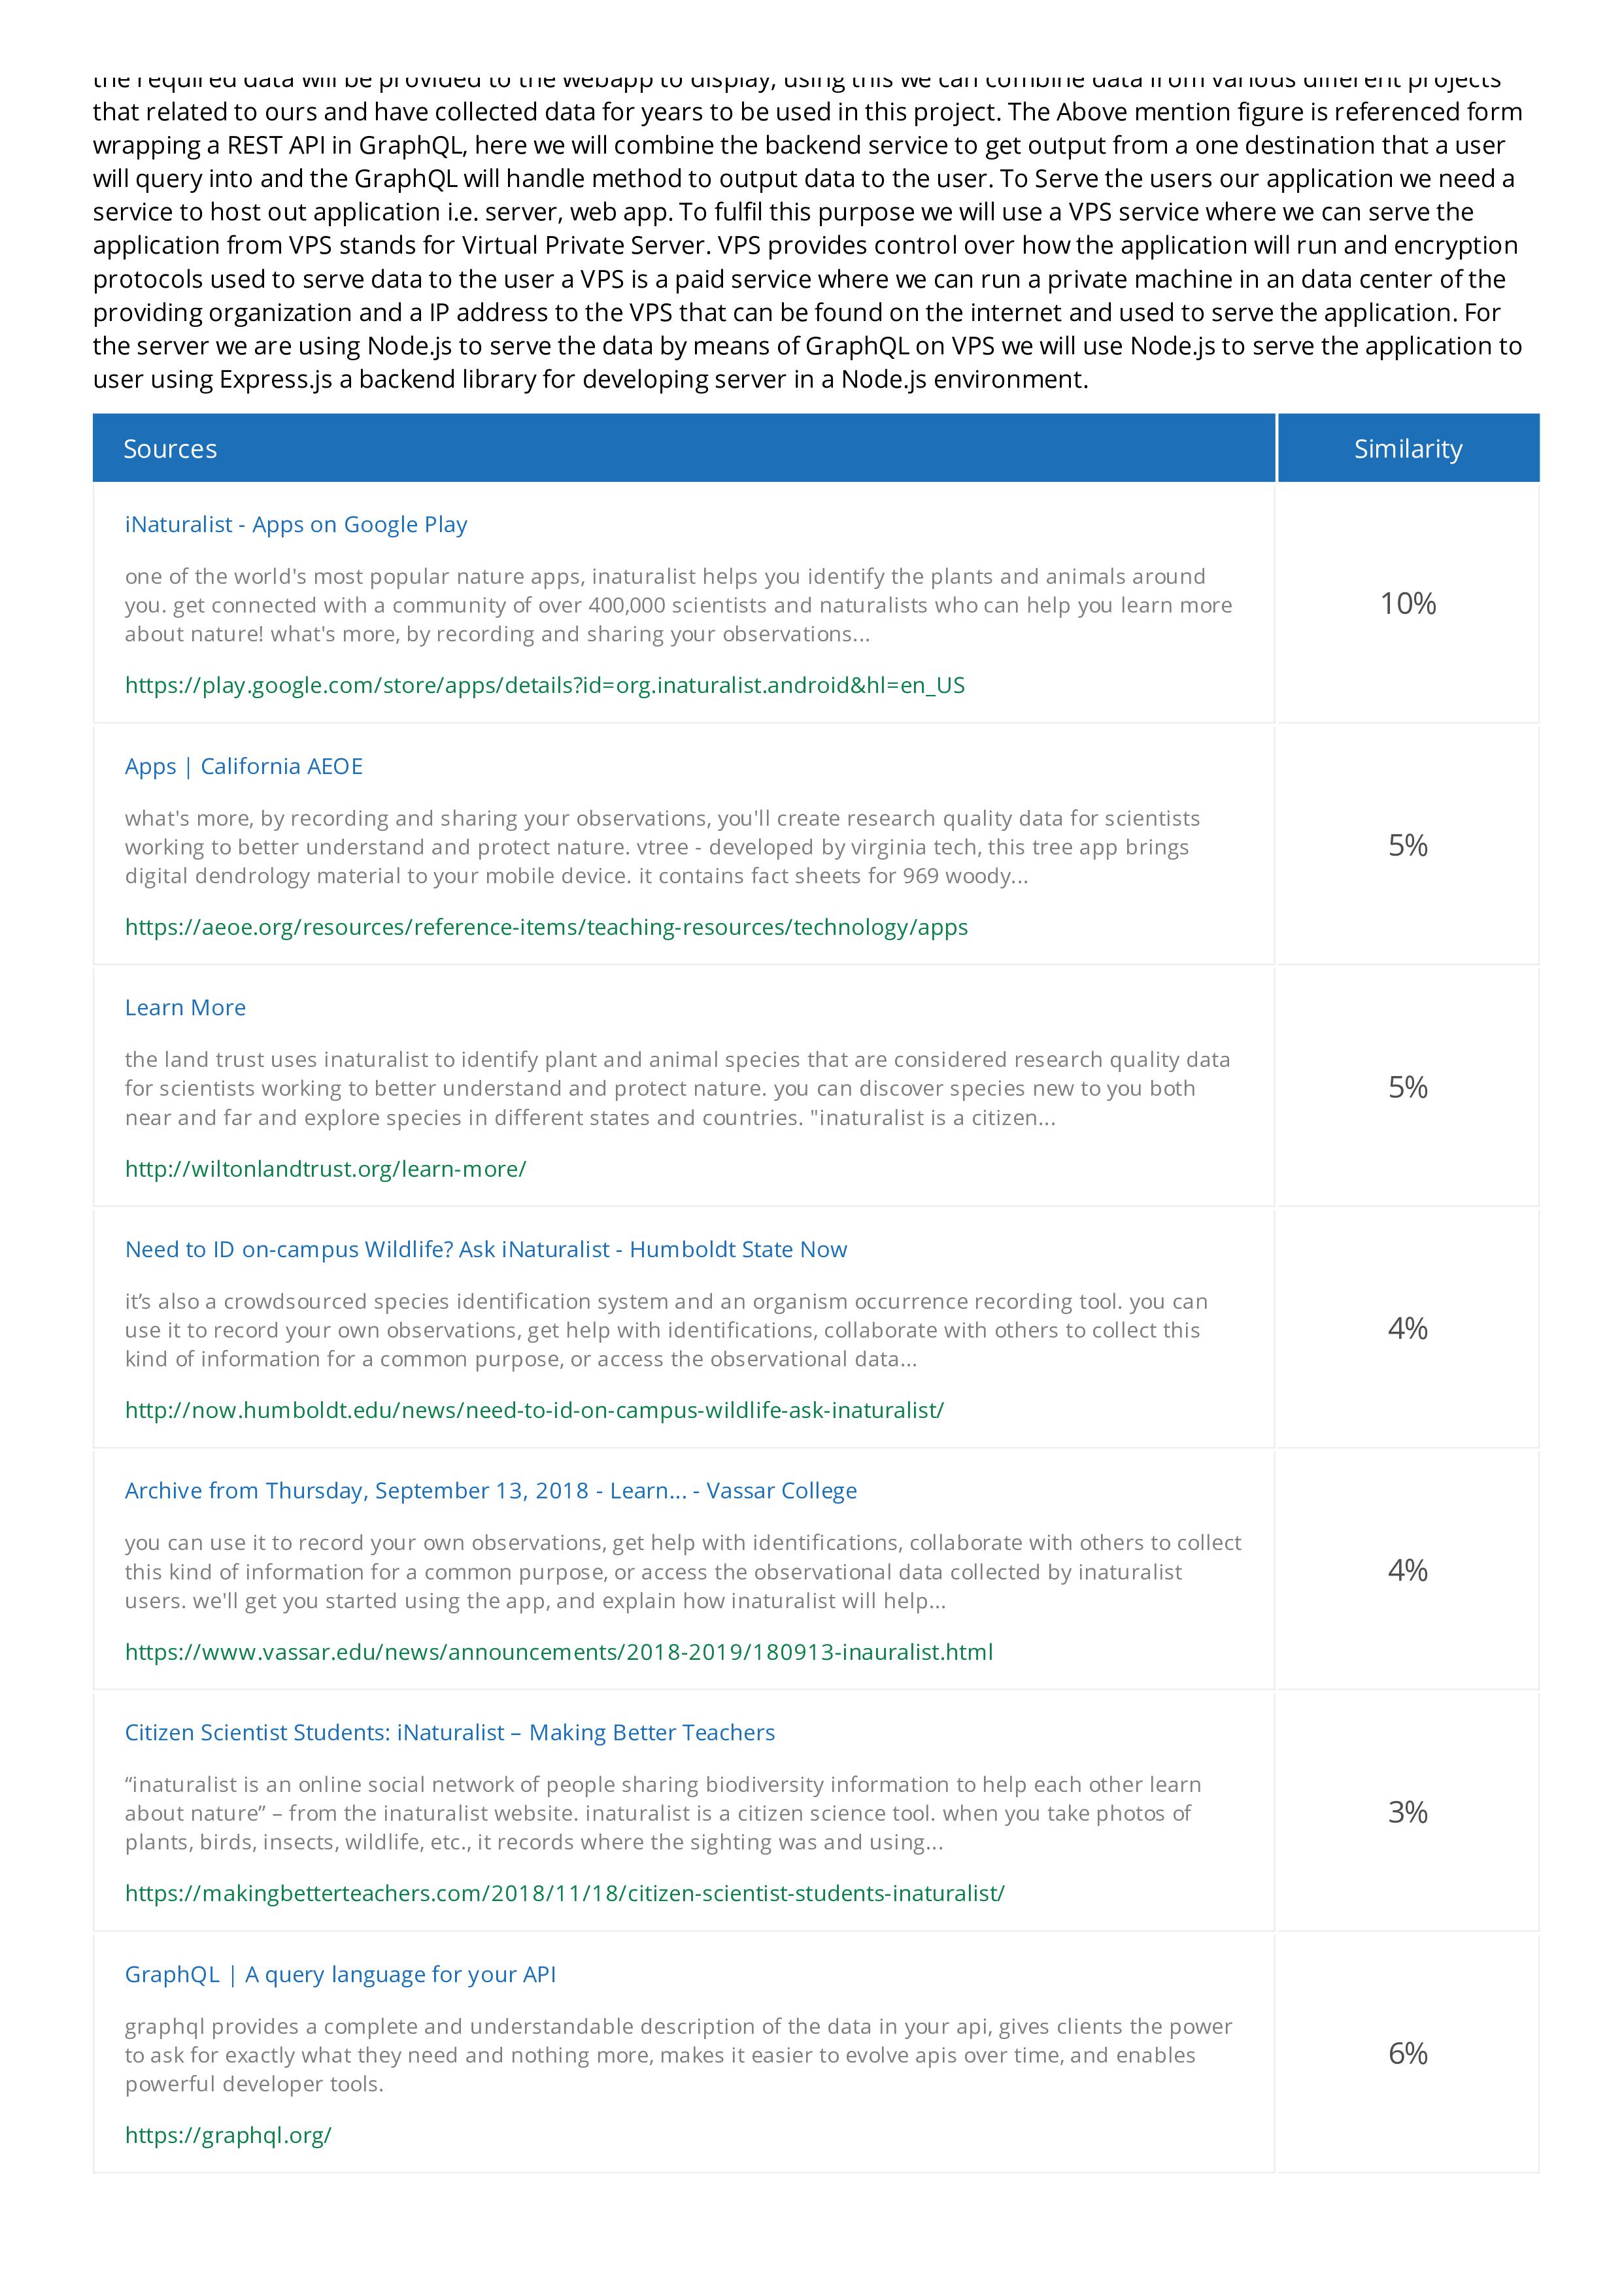 the required data will be provided to the webapp to display, using this we can combine data from various different projects
that related to ours and have collected data for years to be used in this project. The Above mention figure is referenced form
wrapping a REST API in GraphQL, here we will combine the backend service to get output from a one destination that a user
will query into and the GraphQL will handle method to output data to the user. To Serve the users our application we need a
service to host out application i.e. server, web app. To fulfil this purpose we will use a VPS service where we can serve the
application from VPS stands for Virtual Private Server. VPS provides control over how the application will run and encryption
protocols used to serve data to the user a VPS is a paid service where we can run a private machine in an data center of the
providing organization and a IP address to the VPS that can be found on the internet and used to serve the application. For
the server we are using Node.js to serve the data by means of GraphQL on VPS we will use Node.js to serve the application to
user using Express.js a backend library for developing server in a Node.js environment.
Sources Similarity
iNaturalist - Apps on Google Play
one of the world's most popular nature apps, inaturalist helps you identify the plants and animals around
you. get connected with a community of over 400,000 scientists and naturalists who can help you learn more
about nature! what's more, by recording and sharing your observations...
https://play.google.com/store/apps/details?id=org.inaturalist.android&hl=en_US
10%
Apps | California AEOE
what's more, by recording and sharing your observations, you'll create research quality data for scientists
working to better understand and protect nature. vtree - developed by virginia tech, this tree app brings
digital dendrology material to your mobile device. it contains fact sheets for 969 woody...
https://aeoe.org/resources/reference-items/teaching-resources/technology/apps
5%
Learn More
the land trust uses inaturalist to identify plant and animal species that are considered research quality data
for scientists working to better understand and protect nature. you can discover species new to you both
near and far and explore species in different states and countries. "inaturalist is a citizen...
http://wiltonlandtrust.org/learn-more/
5%
Need to ID on-campus Wildlife? Ask iNaturalist - Humboldt State Now
it’s also a crowdsourced species identification system and an organism occurrence recording tool. you can
use it to record your own observations, get help with identifications, collaborate with others to collect this
kind of information for a common purpose, or access the observational data...
http://now.humboldt.edu/news/need-to-id-on-campus-wildlife-ask-inaturalist/
4%
Archive from Thursday, September 13, 2018 - Learn... - Vassar College
you can use it to record your own observations, get help with identifications, collaborate with others to collect
this kind of information for a common purpose, or access the observational data collected by inaturalist
users. we'll get you started using the app, and explain how inaturalist will help...
https://www.vassar.edu/news/announcements/2018-2019/180913-inauralist.html
4%
Citizen Scientist Students: iNaturalist – Making Better Teachers
“inaturalist is an online social network of people sharing biodiversity information to help each other learn
about nature” – from the inaturalist website. inaturalist is a citizen science tool. when you take photos of
plants, birds, insects, wildlife, etc., it records where the sighting was and using...
https://makingbetterteachers.com/2018/11/18/citizen-scientist-students-inaturalist/
3%
GraphQL | A query language for your API
graphql provides a complete and understandable description of the data in your api, gives clients the power
to ask for exactly what they need and nothing more, makes it easier to evolve apis over time, and enables
powerful developer tools.
https://graphql.org/
6%